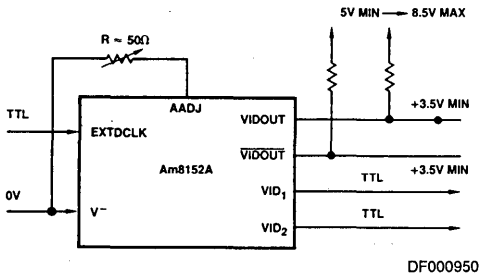 5V MIN → 8.5V MAX
R ≈ 50Ω
TTL
AADJ
EXTDCLK
VIDOUT
+3.5V MIN
VIDOUT
+3.5V MIN
Am8152A
VID1
TTL
0V
V−
VID2
TTL
DF000950